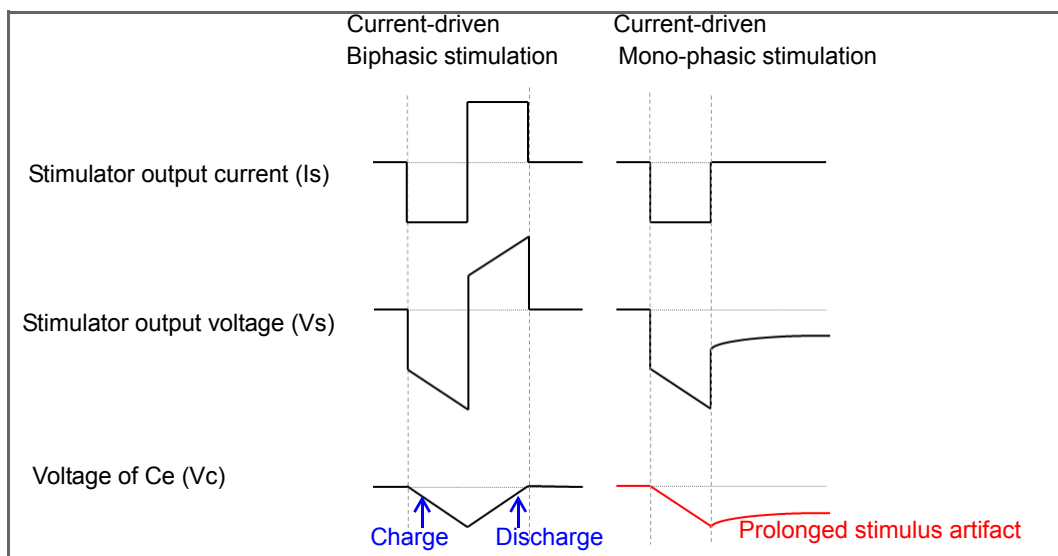 Current-driven
Biphasic stimulation
Current-driven
Mono-phasic stimulation
Stimulator output current (Is)
Stimulator output voltage (Vs)
Voltage of Ce (Vc)
Charge
Discharge
Prolonged stimulus artifact